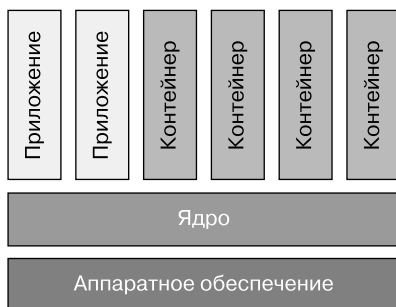 Приложение
Приложение
Контейнер
Контейнер
Контейнер
Контейнер
Ядро
Аппаратное обеспечение